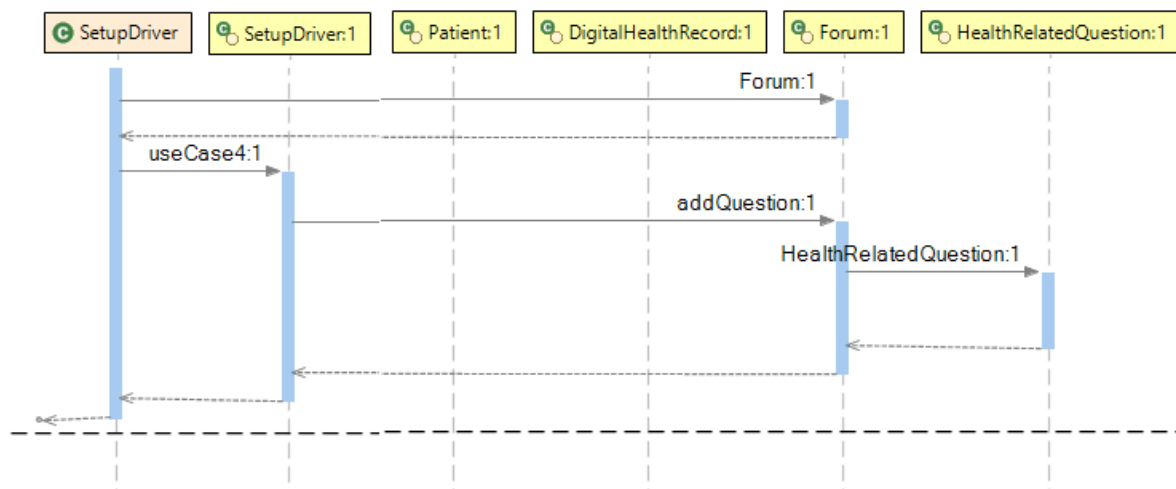 SetupDriver
SetupDriver:1
Patient:1
DigitalHealthRecord:1
Forum:1
HealthRelatedQuestion:1
Forum:1
useCase4:1
addQuestion:1
HealthRelatedQuestion:1